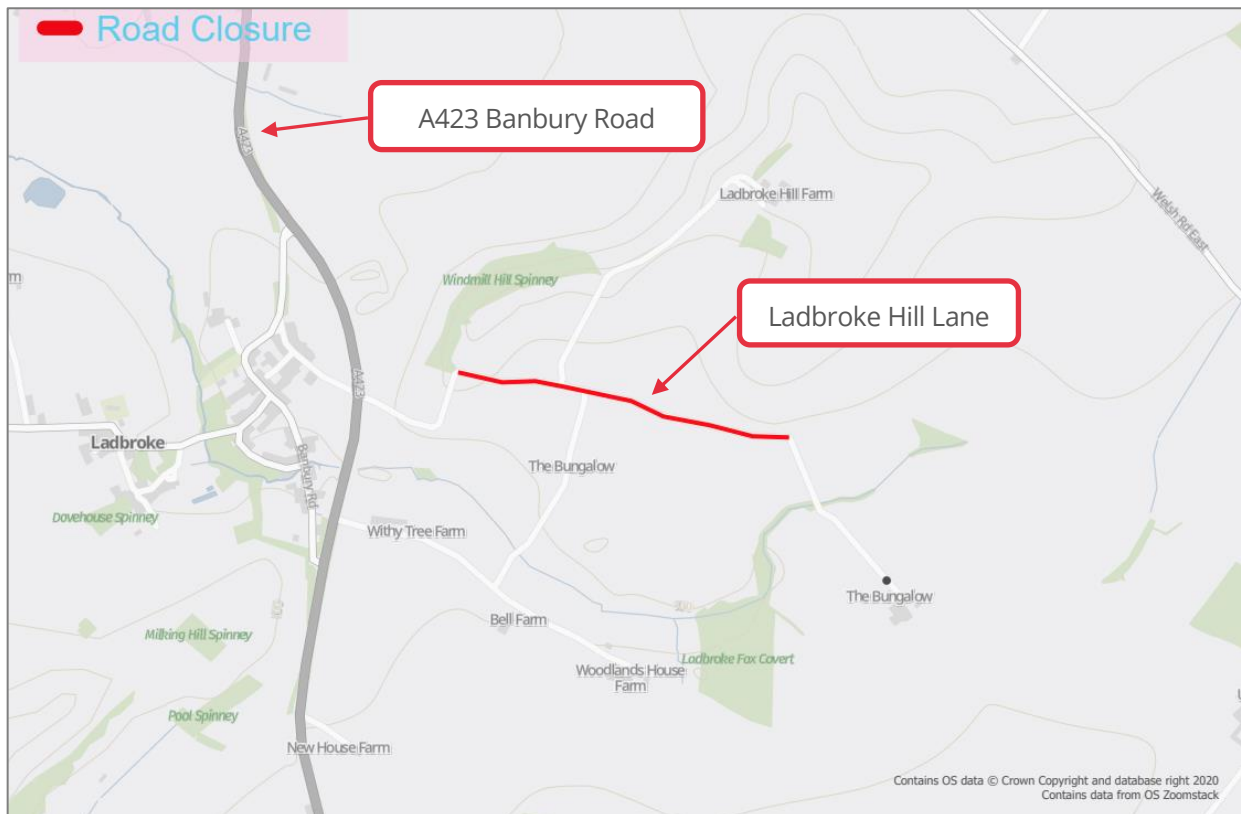 Road Closure
A423 Banbury Road
A423
Ladbroke Hill Farm
Welsh Rd East
Windmill Hill Spinney
Ladbroke Hill Lane
A423
Ladbroke
Banbury Rd
The Bungalow
Dovehouse Spinney
Withy Tree Farm
The Bungalow
Bell Farm
Milking Hill Spinney
Ladbroke Fox Covert
Woodlands House
Farm
Pool Spinney
New House Farm
Contains OS data © Crown Copyright and database right 2020
Contains data from OS Zoomstack